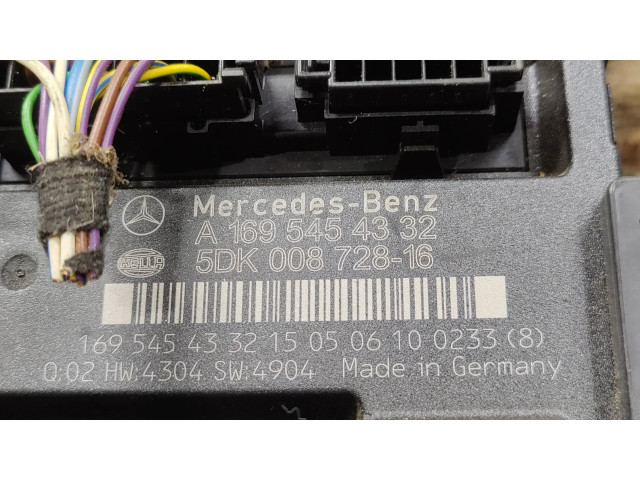 Mercedes-Benz
A 169 545 43 32
HELLA
5DK 008 728-16
169 545 43 32 15 05 06 10 0233 (8)
Q:02 HW:4304 SW:4904 Made in Germany